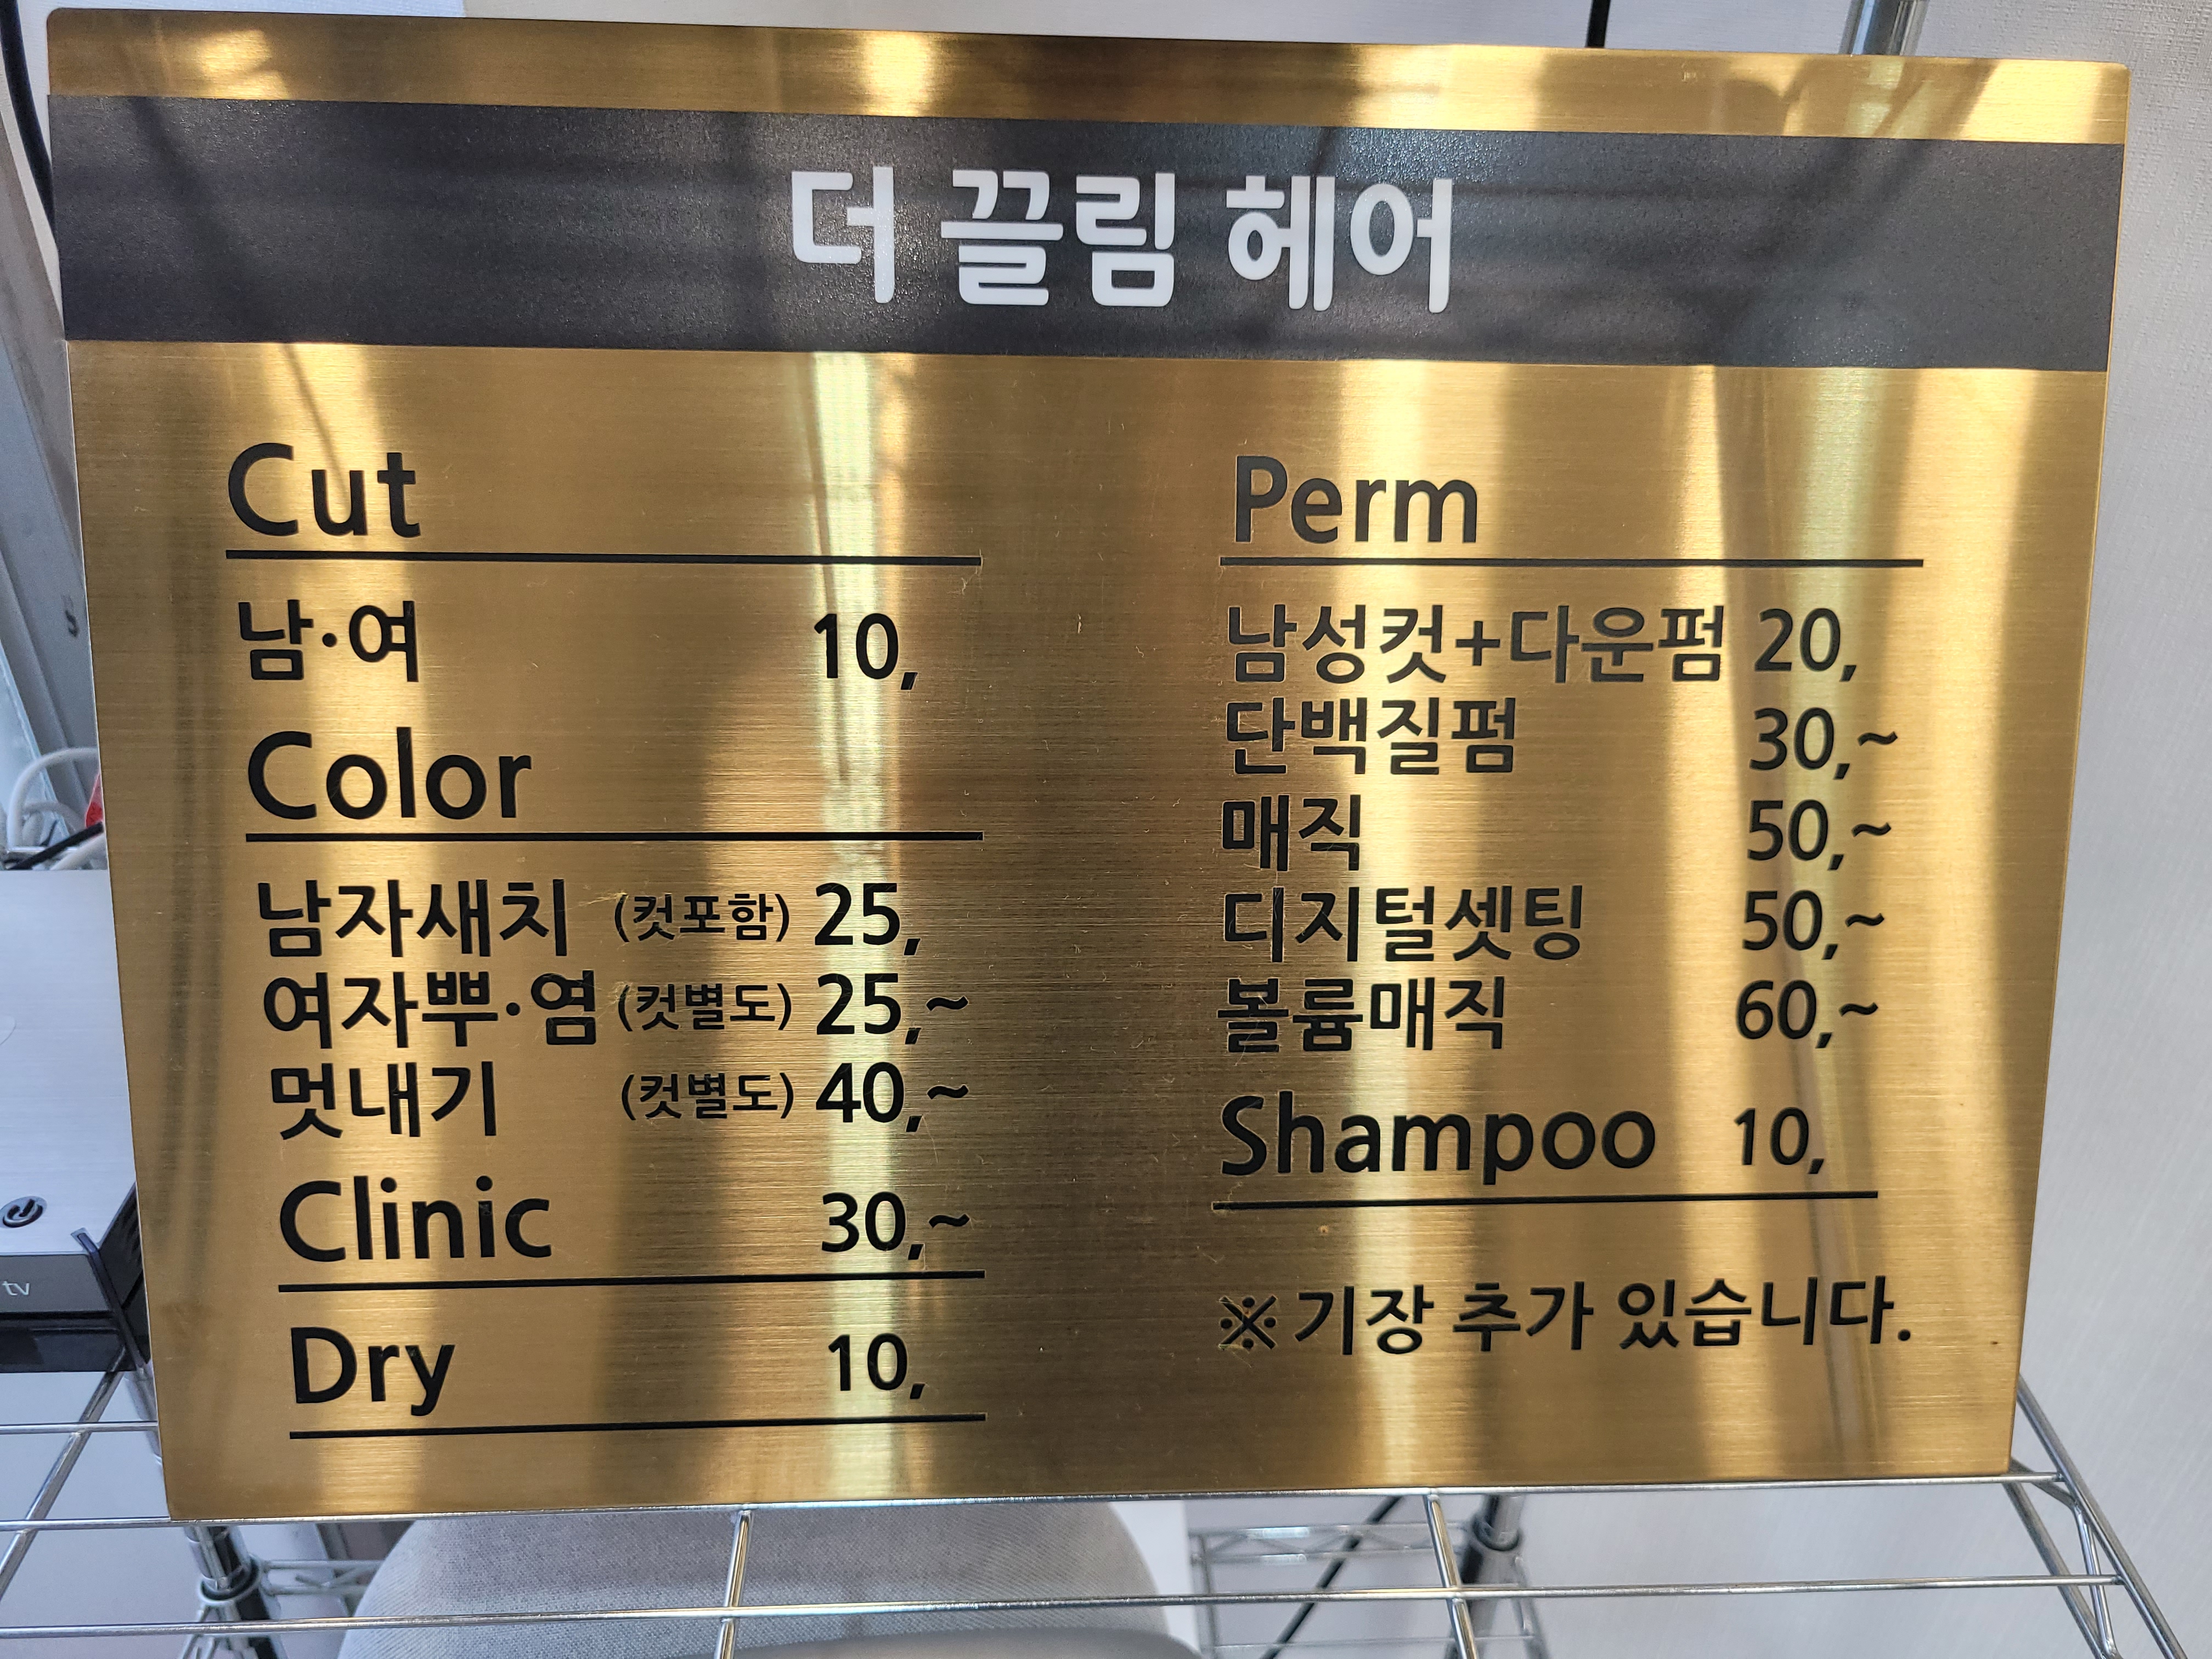 더 끌림 헤어
Cut
남·여 10,
Color
남자새치 (컷포함) 25,
여자뿌·염 (컷별도) 25,~
멋내기 (컷별도) 40,~
Clinic 30,~
Dry 10,
Perm
남성컷+다운펌 20,
단백질펌 30,~
매직 50,~
디지털셋팅 50,~
볼륨매직 60,~
Shampoo 10,
※ 기장 추가 있습니다.
tv